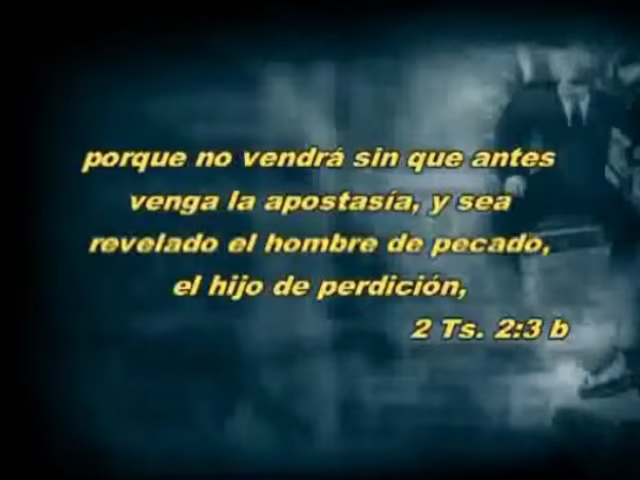 porque no vendrá sin que antes
venga la apostasía, y sea
revelado el hombre de pecado,
el hijo de perdición,
2 Ts. 2:3 b